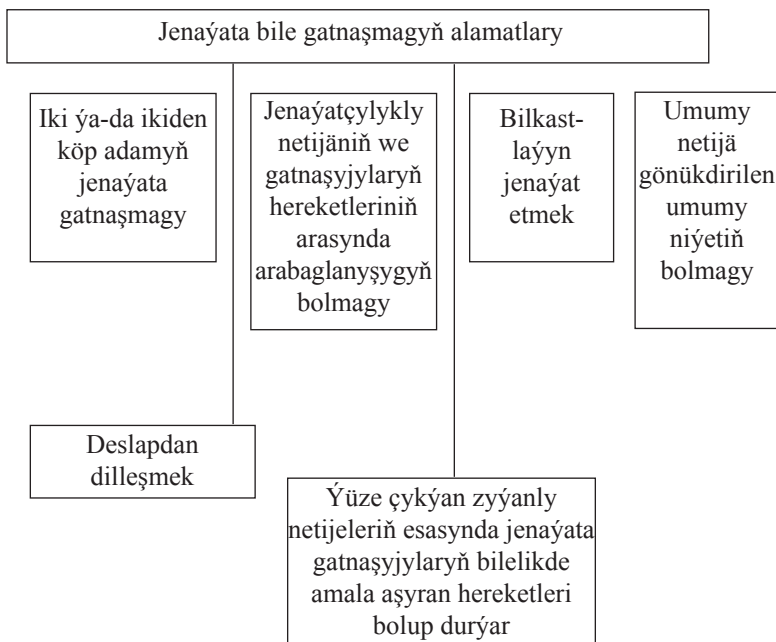 Jenaýata bile gatnaşmagyň alamatlary
Iki ýa-da ikiden
köp adamyň
jenaýata
gatnaşmagy
Jenaýatçylykly
netijäniň we
gatnaşyjylaryň
hereketleriniň
arasynda
arabaglanyşygyň
bolmagy
Bilkast-
laýyn
jenaýat
etmek
Umumy
netijä
gönükdirilen
umumy
niýetiň
bolmagy
Deslapdan
dilleşmek
Ýüze çykýan zyýanly
netijeleriň esasynda jenaýata
gatnaşyjylaryň bilelikde
amala aşyran hereketleri
bolup durýar